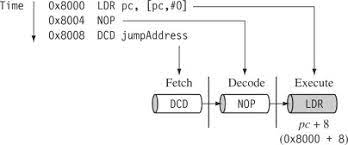 Time 0x8000 LDR pc, [pc,#0]
0x8004 NOP
0x8008 DCD jumpAddress
Fetch Decode Execute
DCD NOP LDR
pc + 8
(0x8000 + 8)